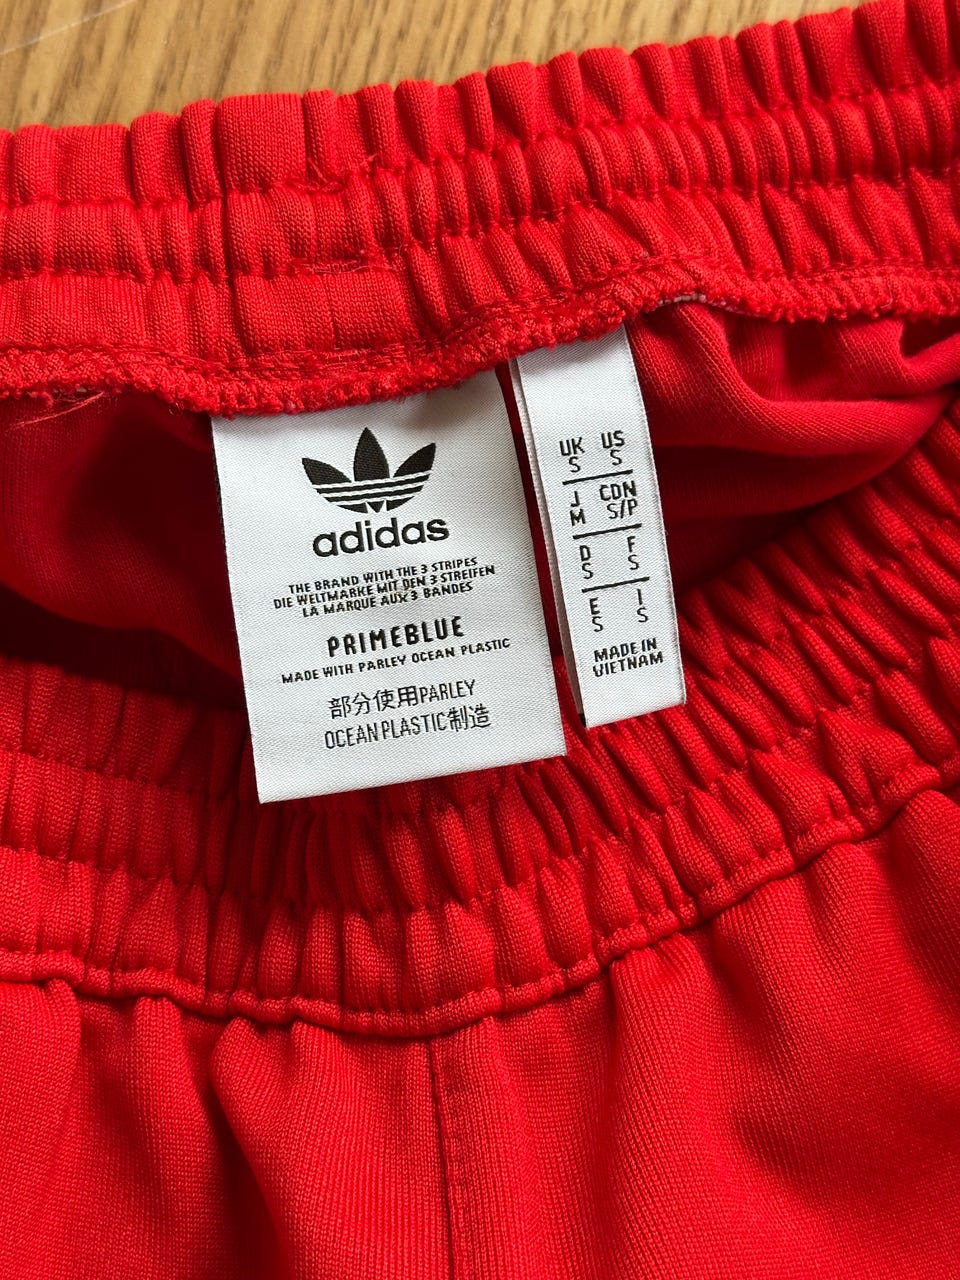 adidas
THE BRAND WITH THE 3 STRIPES
DIE WELTMARKE MIT DEN 3 STREIFEN
LA MARQUE AUX 3 BANDES
PRIMEBLUE
MADE WITH PARLEY OCEAN PLASTIC
部分使用PARLEY
OCEAN PLASTIC制造
UK US
S S
J CDN
M S/P
D F
S S
E I
S S
MADE IN
VIETNAM